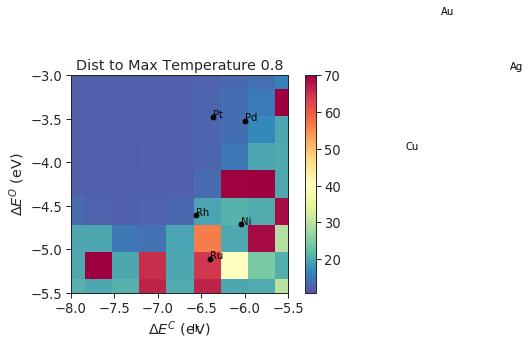 Au
Ag
Dist to Max Temperature 0.8
−3.0
−3.5
−4.0
−4.5
−5.0
−5.5
ΔE^O (eV)
Pt
Pd
Cu
Rh
Ni
Ru
−8.0 −7.5 −7.0 −6.5 −6.0 −5.5
ΔE^C (eV)
Ir
70
60
50
40
30
20